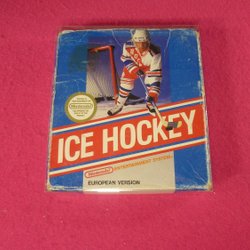 ICE HOCKEY
Nintendo ENTERTAINMENT SYSTEM
EUROPEAN VERSION